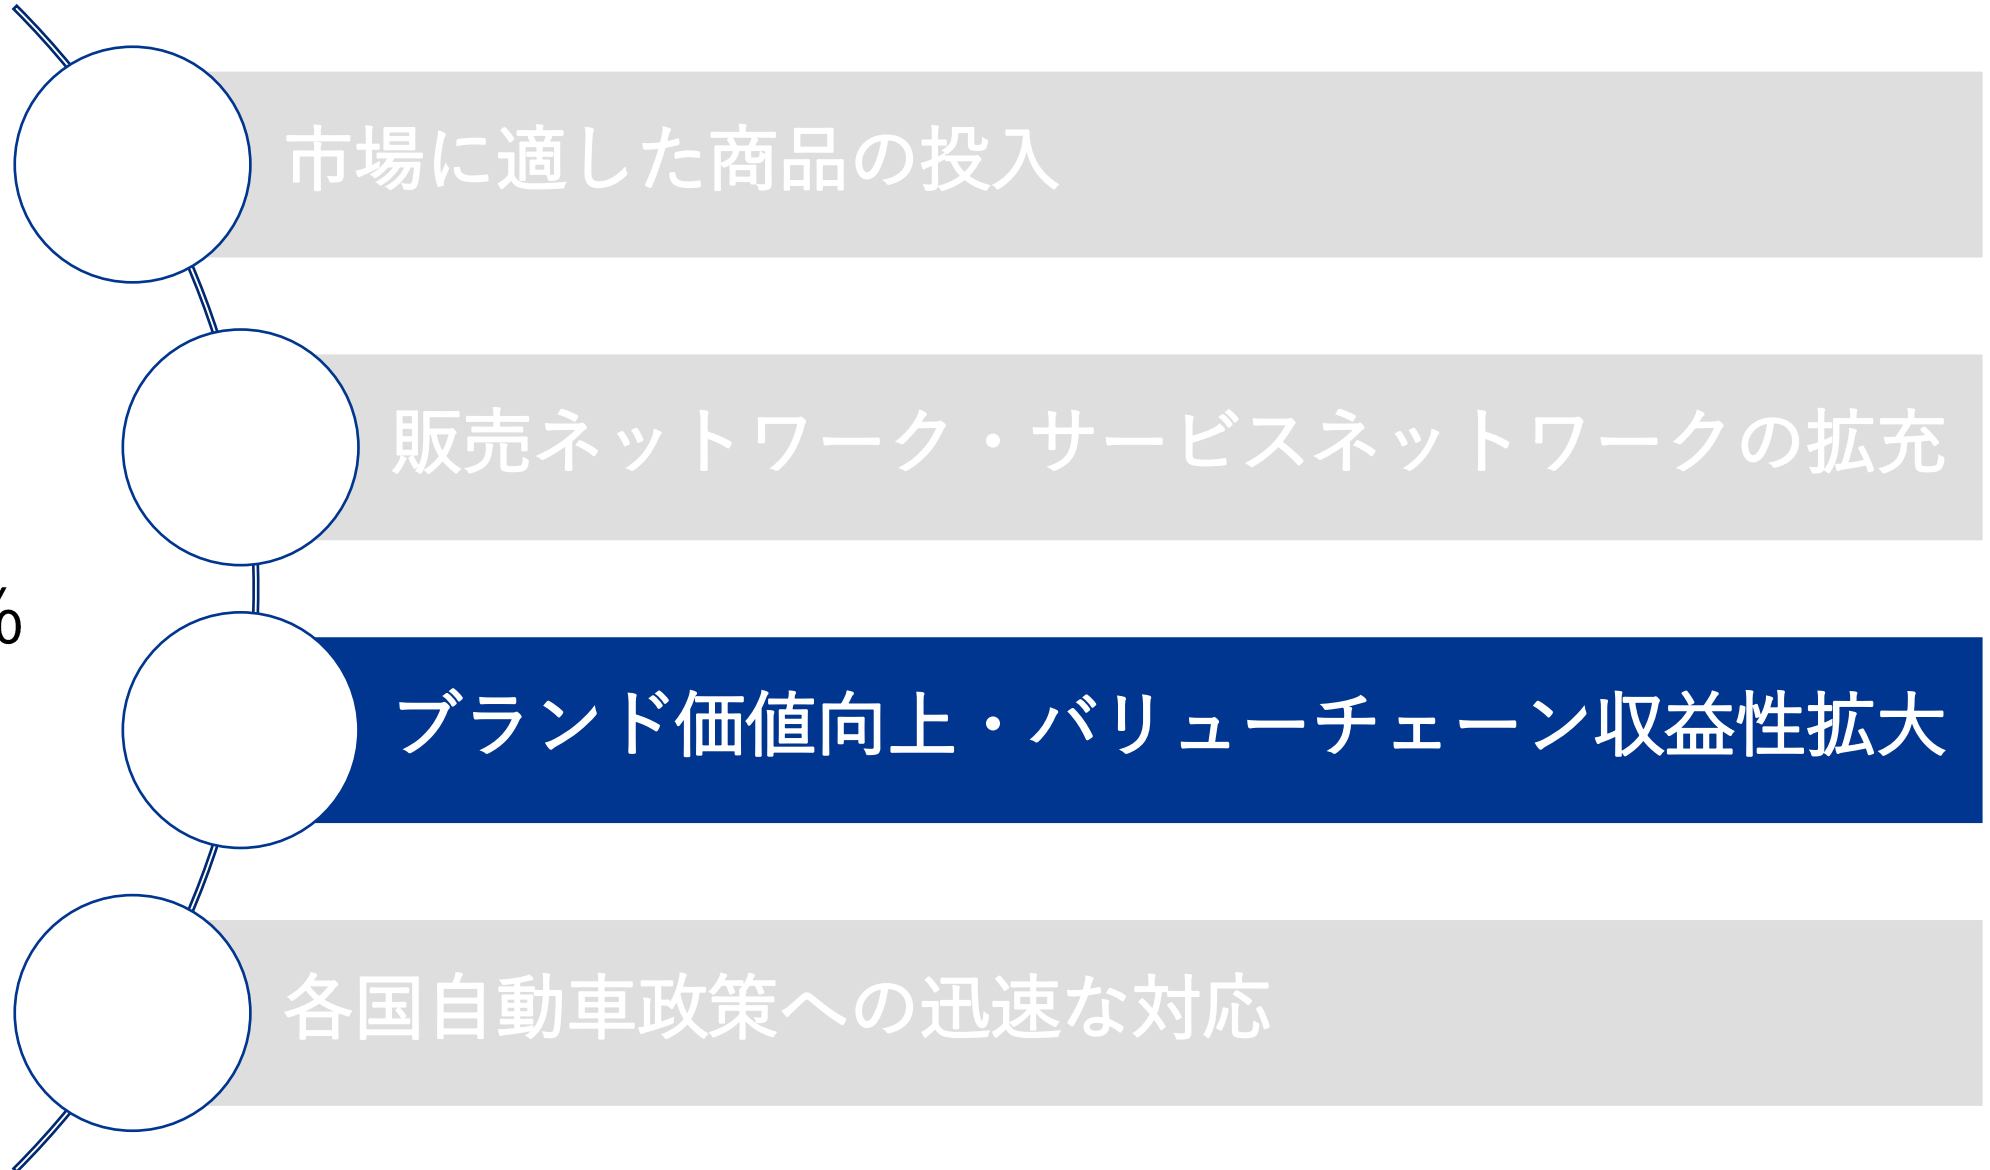 市場に適した商品の投入
販売ネットワーク・サービスネットワークの拡充
%
ブランド価値向上・バリューチェーン収益性拡大
各国自動車政策への迅速な対応